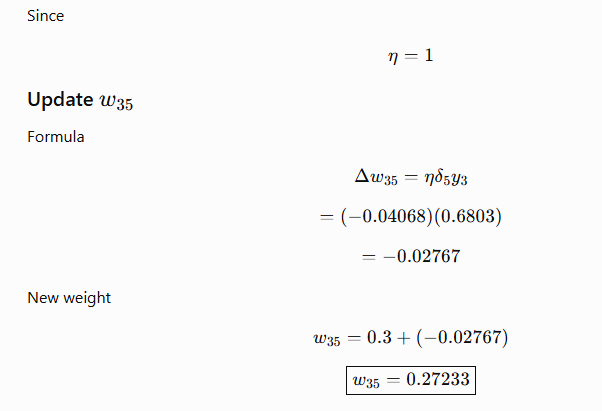 Since
η = 1
Update w₃₅
Formula
Δw₃₅ = ηδ₅y₃
= (−0.04068)(0.6803)
= −0.02767
New weight
w₃₅ = 0.3 + (−0.02767)
w₃₅ = 0.27233